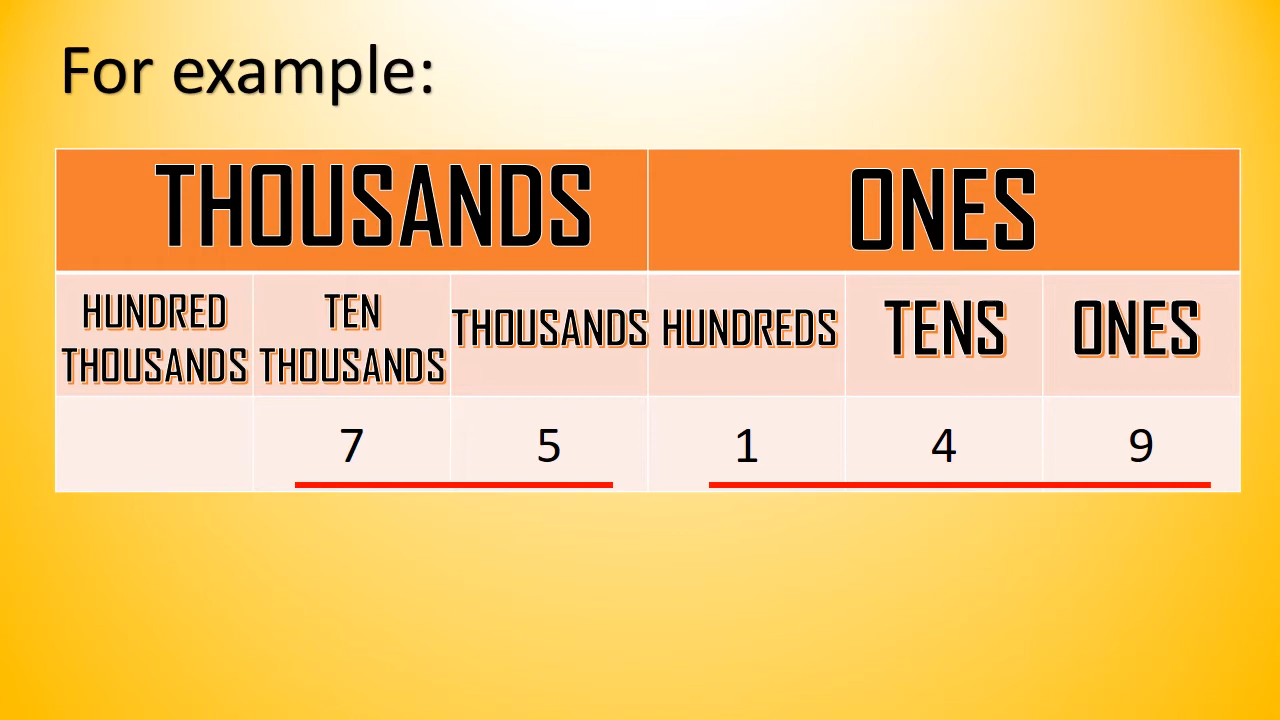 For example:
THOUSANDS ONES
HUNDRED THOUSANDS TEN THOUSANDS THOUSANDS HUNDREDS TENS ONES
7 5 1 4 9